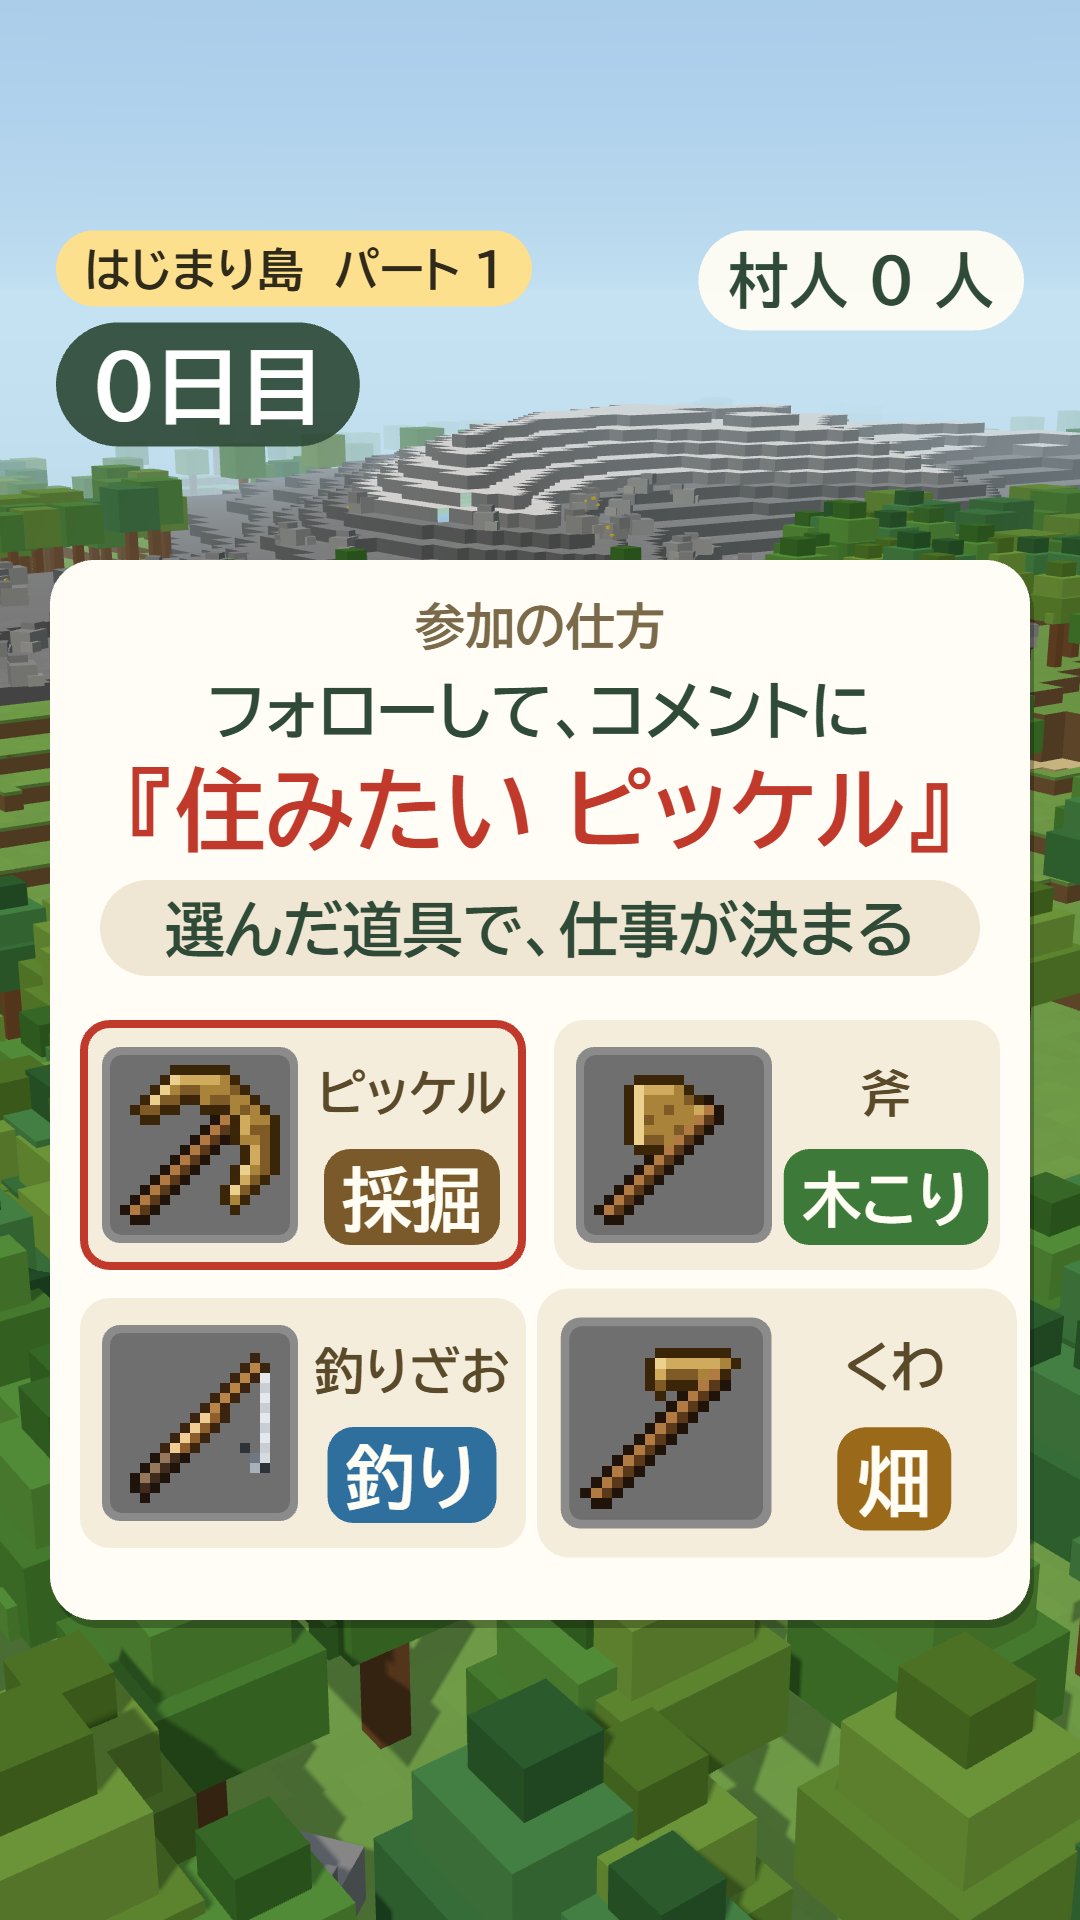 はじまり島 パート1
村人 0 人
0日目
参加の仕方
フォローして、コメントに
『住みたい ピッケル』
選んだ道具で、仕事が決まる
ピッケル
採掘
斧
木こり
釣りざお
釣り
くわ
畑